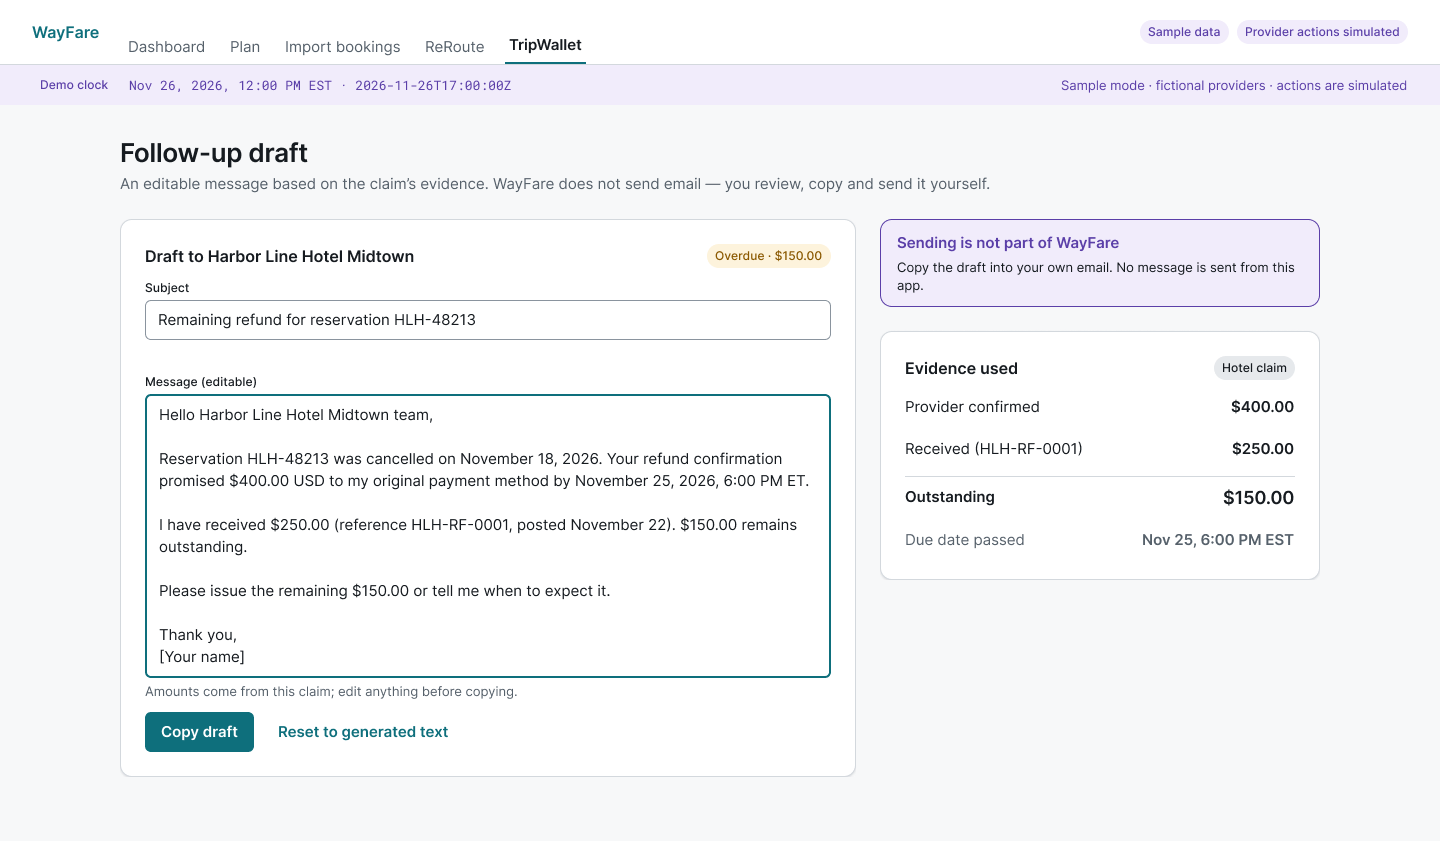 WayFare
Dashboard
Plan
Import bookings
ReRoute
TripWallet
Sample data
Provider actions simulated
Demo clock
Nov 26, 2026, 12:00 PM EST · 2026-11-26T17:00:00Z
Sample mode · fictional providers · actions are simulated
Follow-up draft
An editable message based on the claim’s evidence. WayFare does not send email — you review, copy and send it yourself.
Draft to Harbor Line Hotel Midtown
Overdue · $150.00
Subject
Remaining refund for reservation HLH-48213
Message (editable)
Hello Harbor Line Hotel Midtown team,
Reservation HLH-48213 was cancelled on November 18, 2026. Your refund confirmation
promised $400.00 USD to my original payment method by November 25, 2026, 6:00 PM ET.
I have received $250.00 (reference HLH-RF-0001, posted November 22). $150.00 remains
outstanding.
Please issue the remaining $150.00 or tell me when to expect it.
Thank you,
[Your name]
Amounts come from this claim; edit anything before copying.
Copy draft
Reset to generated text
Sending is not part of WayFare
Copy the draft into your own email. No message is sent from this
app.
Evidence used
Hotel claim
Provider confirmed
$400.00
Received (HLH-RF-0001)
$250.00
Outstanding
$150.00
Due date passed
Nov 25, 6:00 PM EST